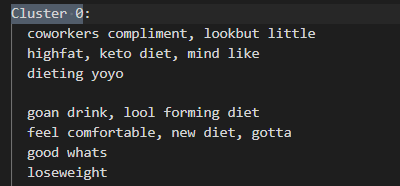 Cluster 0:
coworkers compliment, lookbut little
highfat, keto diet, mind like
dieting yoyo
goan drink, lool forming diet
feel comfortable, new diet, gotta
good whats
loseweight